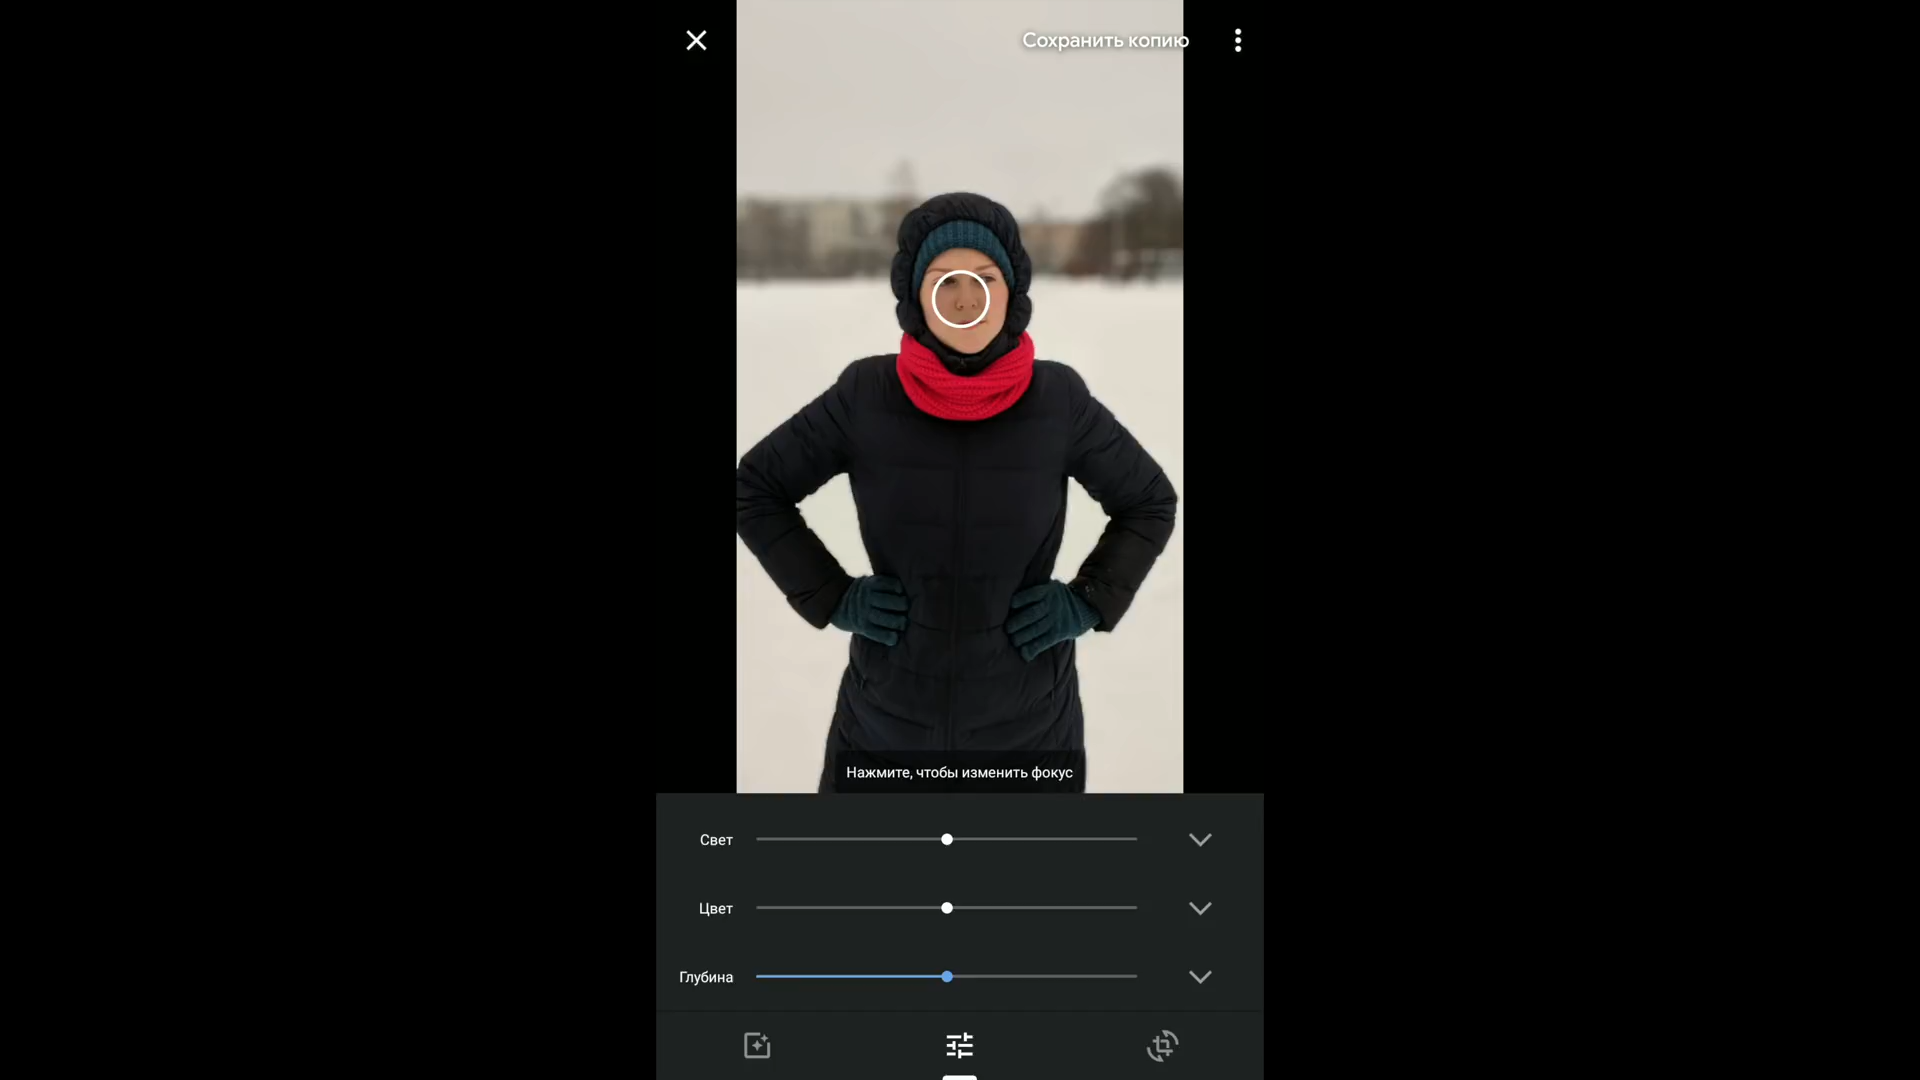 Сохранить копию
Нажмите, чтобы изменить фокус
Свет
Цвет
Глубина